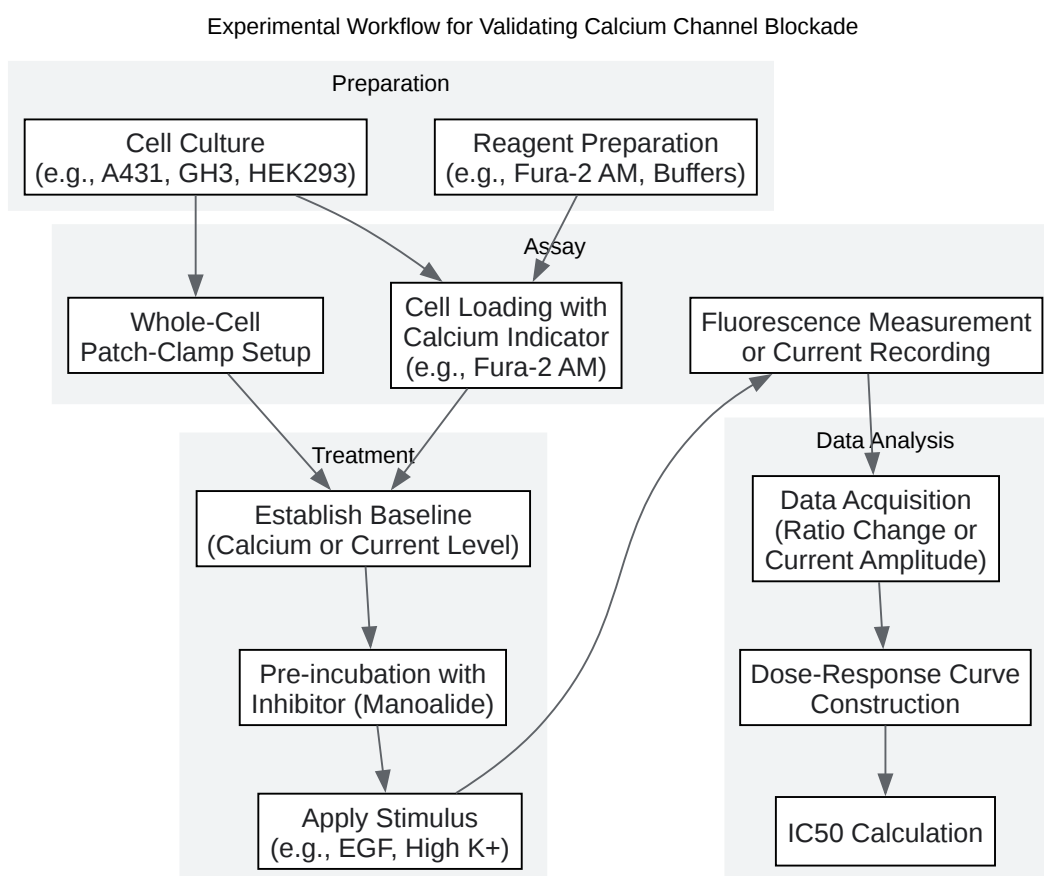 Experimental Workflow for Validating Calcium Channel Blockade
Preparation
Cell Culture
(e.g., A431, GH3, HEK293)
Reagent Preparation
(e.g., Fura-2 AM, Buffers)
Assay
Whole-Cell
Patch-Clamp Setup
Cell Loading with
Calcium Indicator
(e.g., Fura-2 AM)
Fluorescence Measurement
or Current Recording
Treatment
Establish Baseline
(Calcium or Current Level)
Pre-incubation with
Inhibitor (Manoalide)
Apply Stimulus
(e.g., EGF, High K+)
Data Analysis
Data Acquisition
(Ratio Change or
Current Amplitude)
Dose-Response Curve
Construction
IC50 Calculation